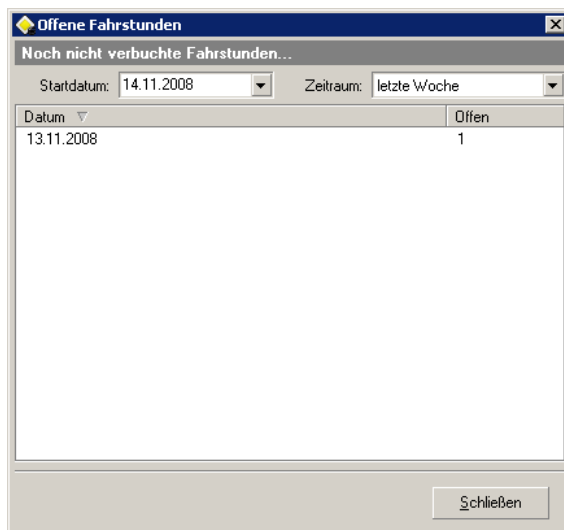 Offene Fahrstunden
Noch nicht verbuchte Fahrstunden...
Startdatum: 14.11.2008 Zeitraum: letzte Woche
Datum Offen
13.11.2008 1
Schließen